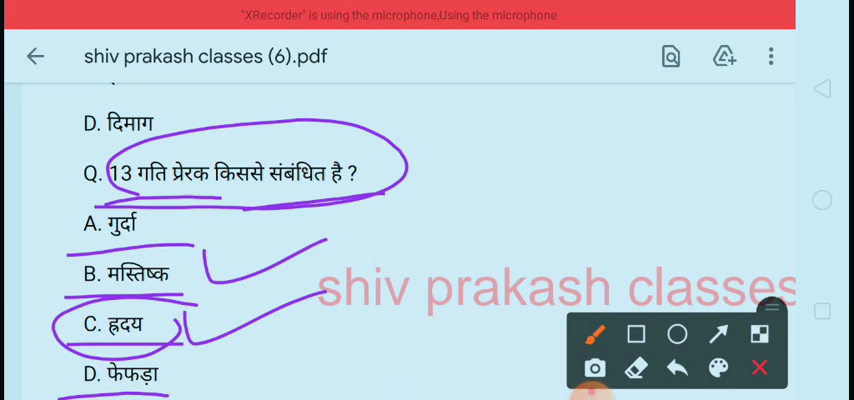 "XRecorder" is using the microphone,Using the microphone
shiv prakash classes (6).pdf
D. दिमाग
Q. 13 गति प्रेरक किससे संबंधित है ?
A. गुर्दा
B. मस्तिष्क
shiv prakash classes
C. ह्रदय
D. फेफड़ा